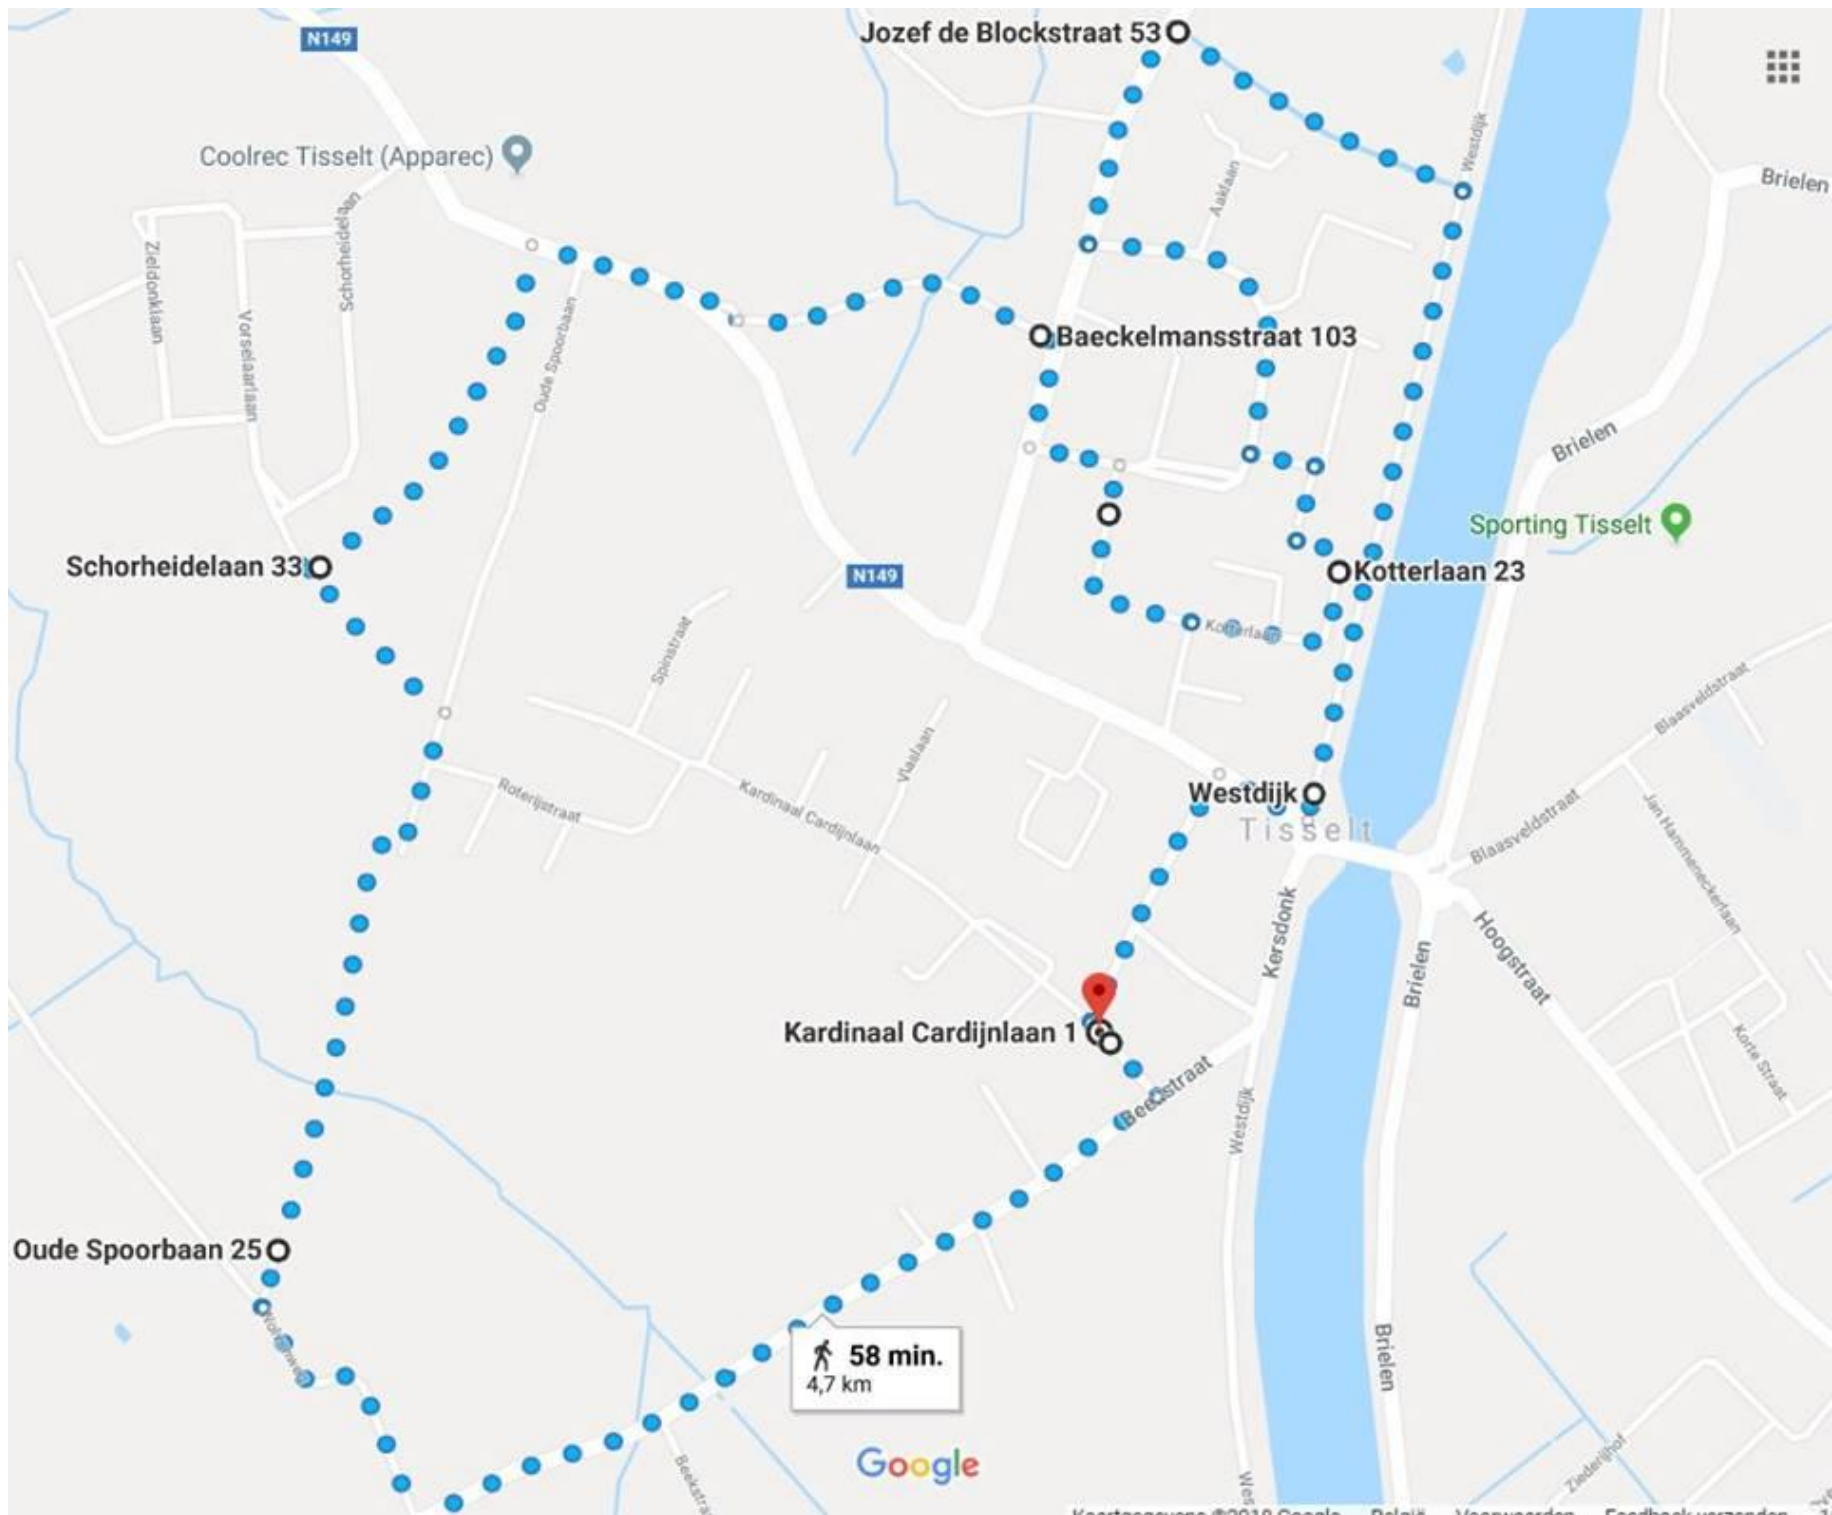 Jozef de Blockstraat 53
N149
Westdijk
Coolrec Tisselt (Apparec)
Brielen
Aaklaan
Schorheidelaan
Zieldonklaan
Vorselaarlaan
Oude Spoorbaan
Baeckelmansstraat 103
Brielen
Sporting Tisselt
Schorheidelaan 33
N149
Kotterlaan 23
Kotterlaan
Spinstraat
Blaasveldstraat
Vlaslaan
Roterijstraat
Kardinaal Cardijnlaan
Westdijk
Tisselt
Blaasveldstraat
Jan Hammeneckerlaan
Kersdonk
Hoogstraat
Brielen
Kardinaal Cardijnlaan 1
Korte Straat
Beekstraat
Westdijk
Oude Spoorbaan 25
58 min.
4,7 km
Brielen
Google
Ziederijhof